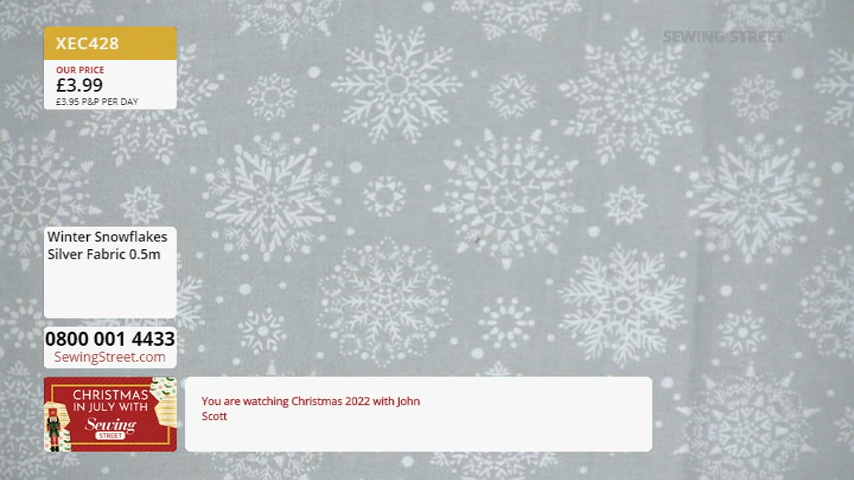 XEC428
SEWING STREET
OUR PRICE
£3.99
£3.95 P&P PER DAY
Winter Snowflakes
Silver Fabric 0.5m
0800 001 4433
SewingStreet.com
CHRISTMAS
IN JULY WITH
Sewing
STREET
You are watching Christmas 2022 with John
Scott